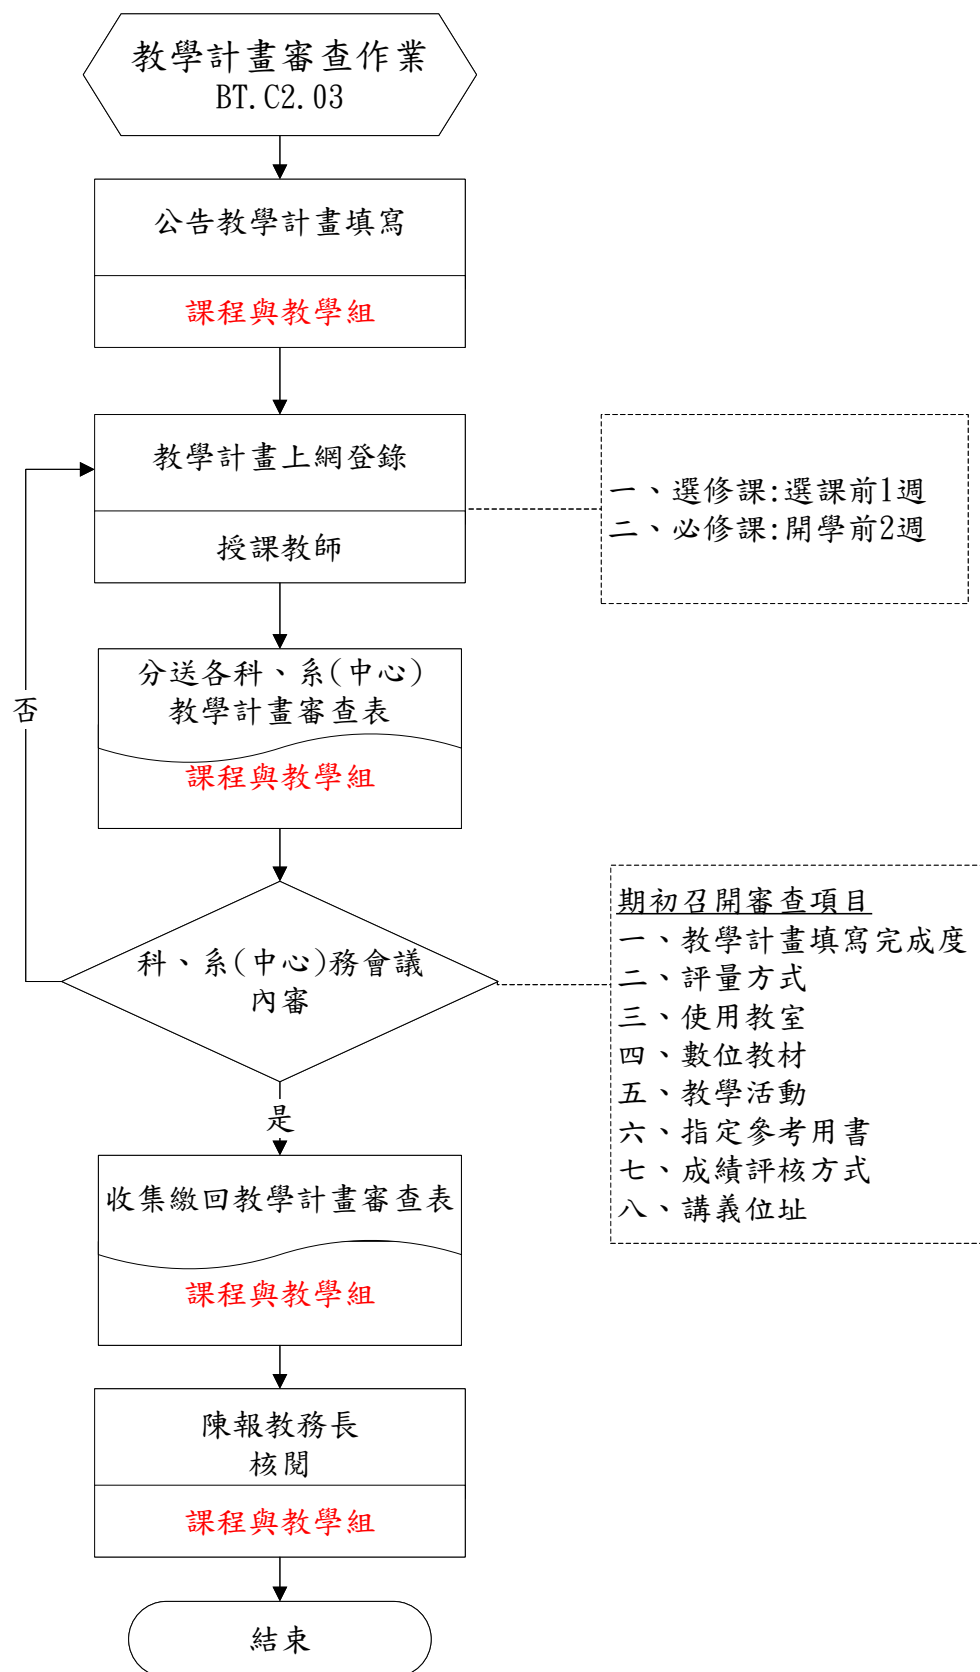 教學計畫審查作業
BT.C2.03
公告教學計畫填寫
課程與教學組
教學計畫上網登錄
授課教師
一、選修課:選課前1週
二、必修課:開學前2週
分送各科、系(中心)
教學計畫審查表
課程與教學組
否
科、系(中心)務會議
內審
期初召開審查項目
一、教學計畫填寫完成度
二、評量方式
三、使用教室
四、數位教材
五、教學活動
六、指定參考用書
七、成績評核方式
八、講義位址
是
收集繳回教學計畫審查表
課程與教學組
陳報教務長
核閱
課程與教學組
結束